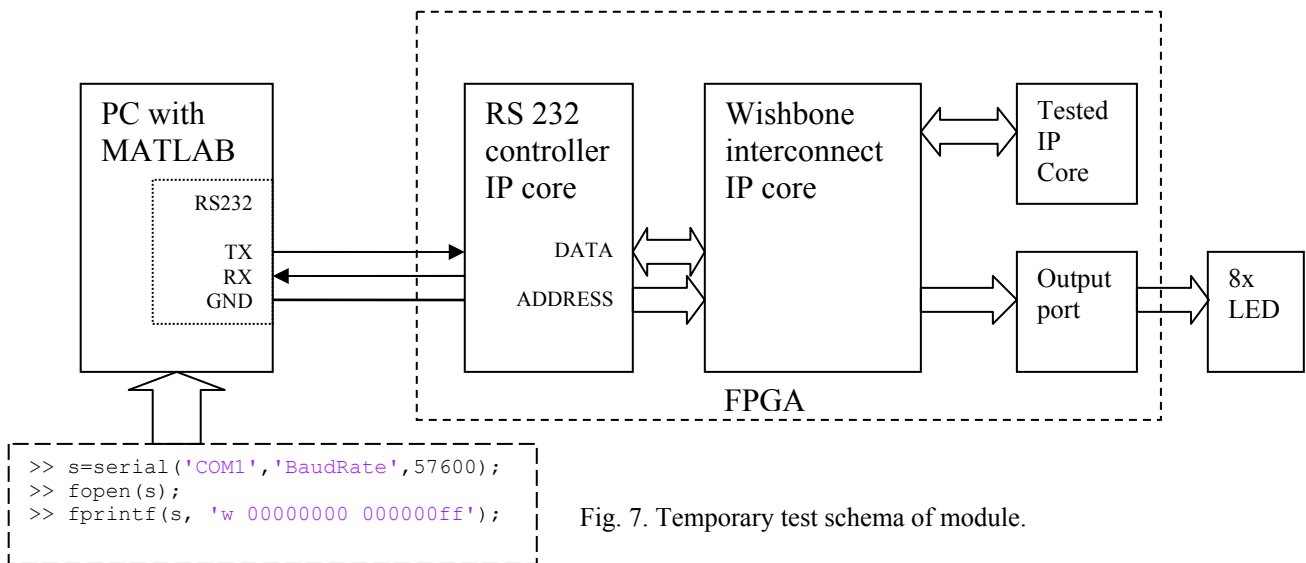 PC with
MATLAB
RS232
TX
RX
GND
RS 232
controller
IP core
DATA
ADDRESS
Wishbone
interconnect
IP core
Tested
IP
Core
Output
port
8x
LED
FPGA
>> s=serial('COM1','BaudRate',57600);
>> fopen(s);
>> fprintf(s, 'w 00000000 000000ff');
Fig. 7. Temporary test schema of module.